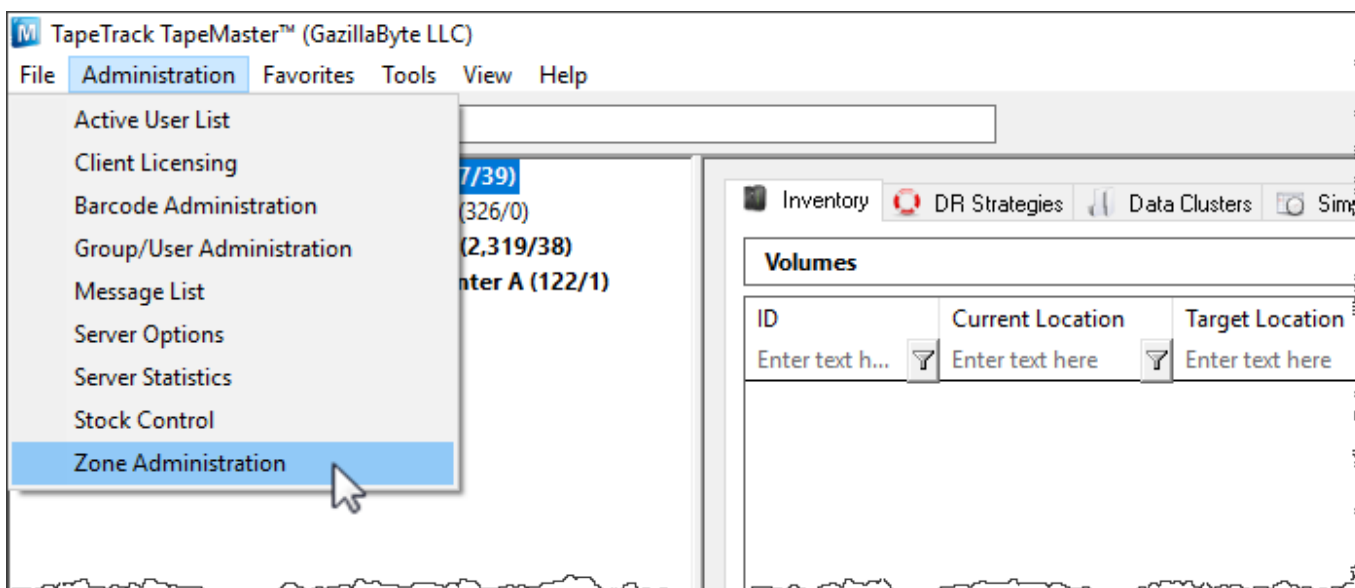 TapeTrack TapeMaster™ (GazillaByte LLC)
File Administration Favorites Tools View Help
Active User List
Client Licensing
Barcode Administration
Group/User Administration
Message List
Server Options
Server Statistics
Stock Control
Zone Administration
7/39)
(326/0)
(2,319/38)
nter A (122/1)
Inventory DR Strategies Data Clusters
Volumes
ID Current Location Target Location
Enter text h... Enter text here Enter text here